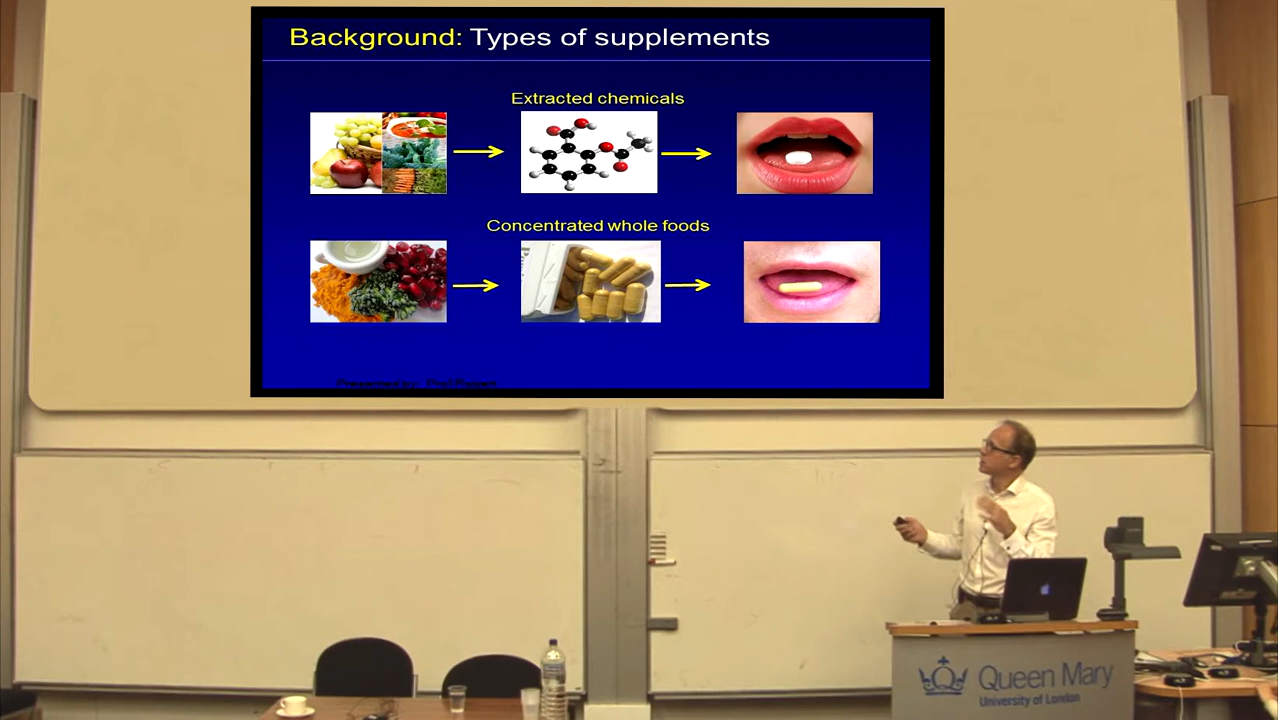 Background: Types of supplements
Extracted chemicals
Concentrated whole foods
Queen Mary
University of London